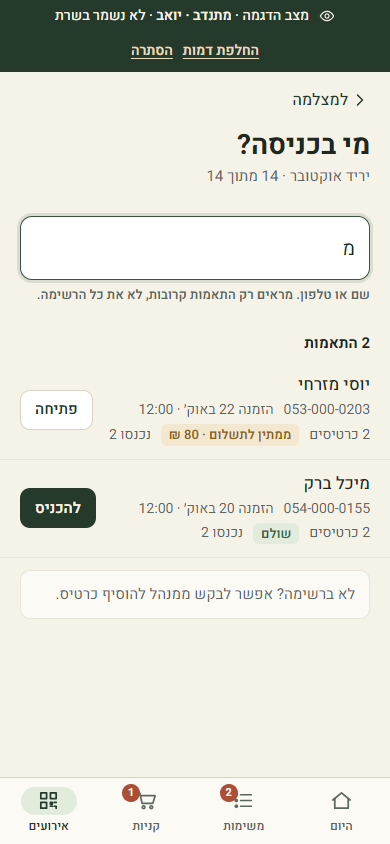 מצב הדגמה · מתנדב · יואב · לא נשמר בשרת
החלפת דמות הסתרה
למצלמה
מי בכניסה?
יריד אוקטובר · 14 מתוך 14
מ
שם או טלפון. מראים רק התאמות קרובות, לא את כל הרשימה.
2 התאמות
יוסי מזרחי
053-000-0203 הזמנה 22 באוק׳ · 12:00
2 כרטיסים ממתין לתשלום · 80 ₪ נכנסו 2
פתיחה
מיכל ברק
054-000-0155 הזמנה 20 באוק׳ · 12:00
2 כרטיסים שולם נכנסו 2
להכניס
לא ברשימה? אפשר לבקש ממנהל להוסיף כרטיס.
היום
2 משימות
1 קניות
אירועים